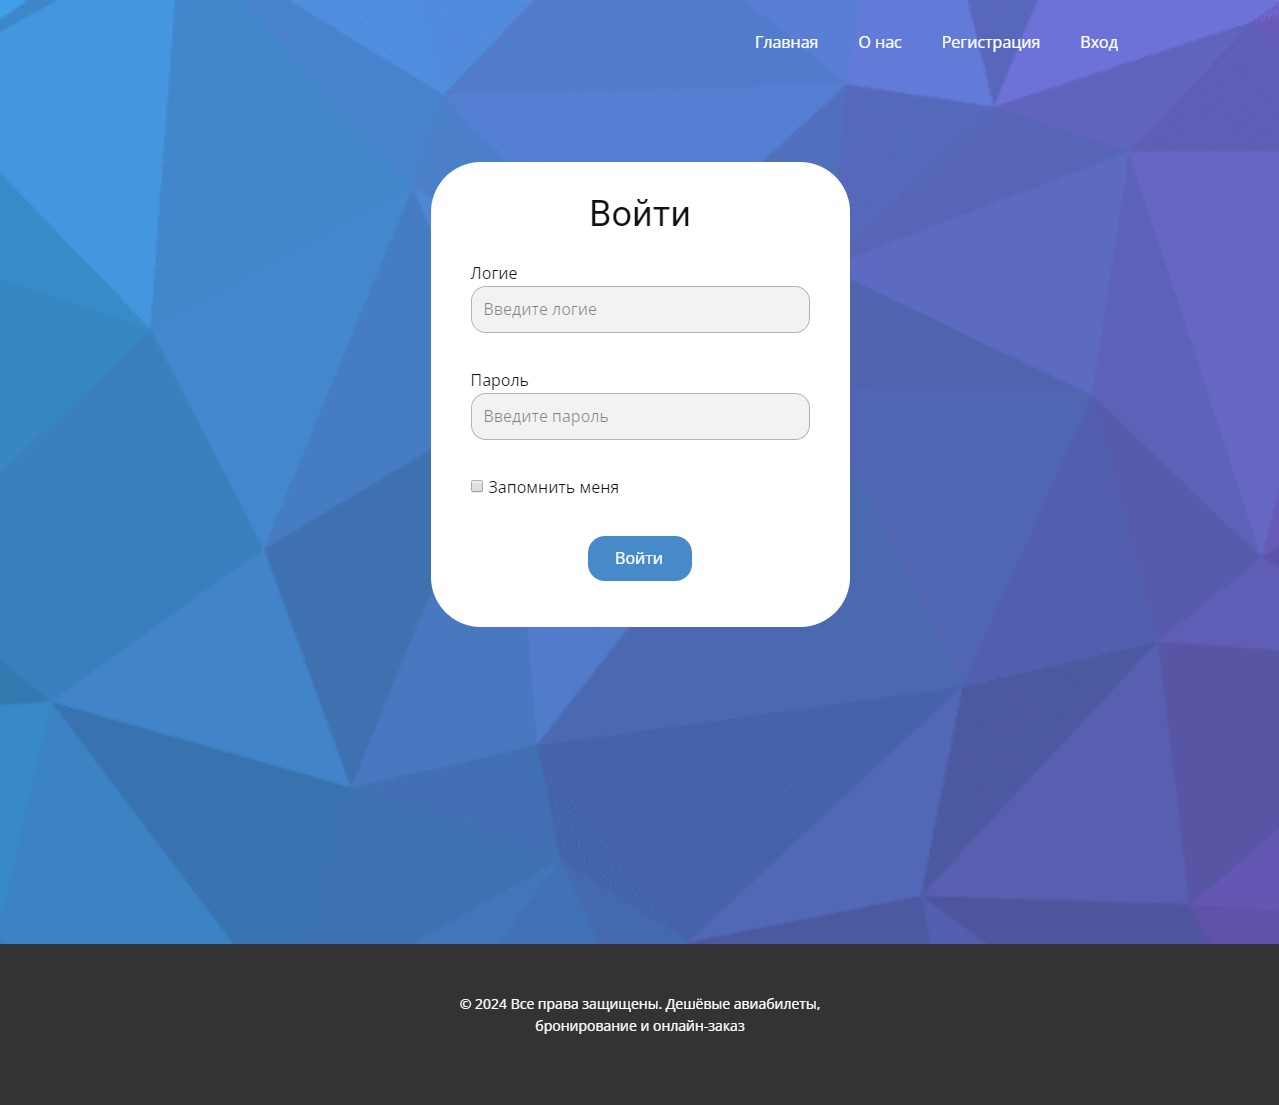 Главная
О нас
Регистрация
Вход
Войти
Логие
Введите логие
Пароль
Введите пароль
Запомнить меня
Войти
© 2024 Все права защищены. Дешёвые авиабилеты,
бронирование и онлайн-заказ